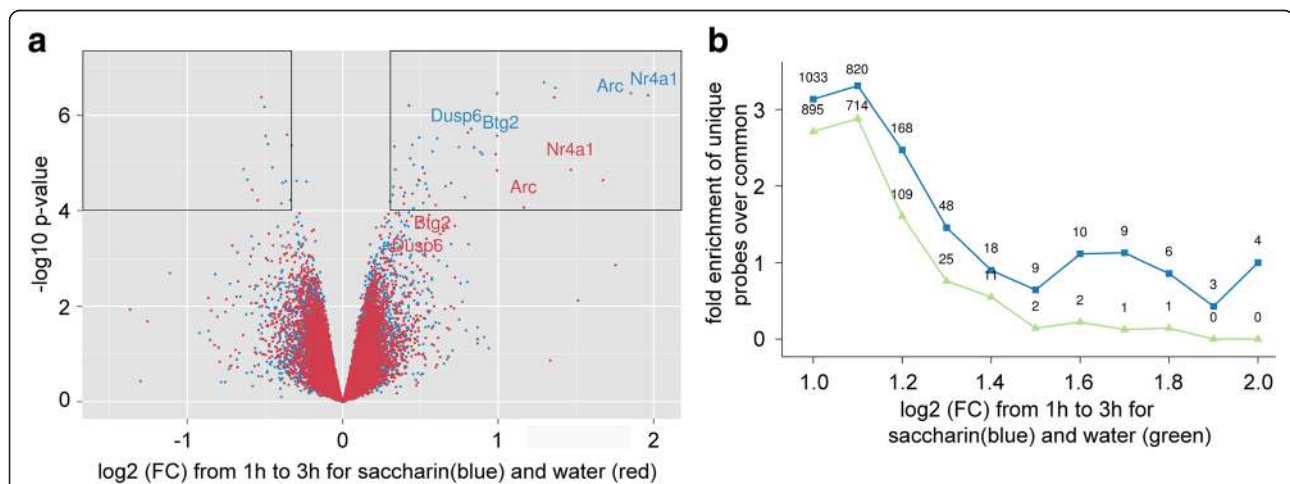 a
-log10 p-value
6
4
2
0
-1
0
1
2
Arc
Nr4a1
Dusp6
Btg2
Nr4a1
Arc
Btg2
Dusp6
log2 (FC) from 1h to 3h for saccharin(blue) and water (red)
b
fold enrichment of unique
probes over common
3
2
1
0
1033
820
895
714
168
109
48
25
18
11
9
2
10
2
9
1
6
1
3
0
4
0
1.0
1.2
1.4
1.6
1.8
2.0
log2 (FC) from 1h to 3h for
saccharin(blue) and water (green)